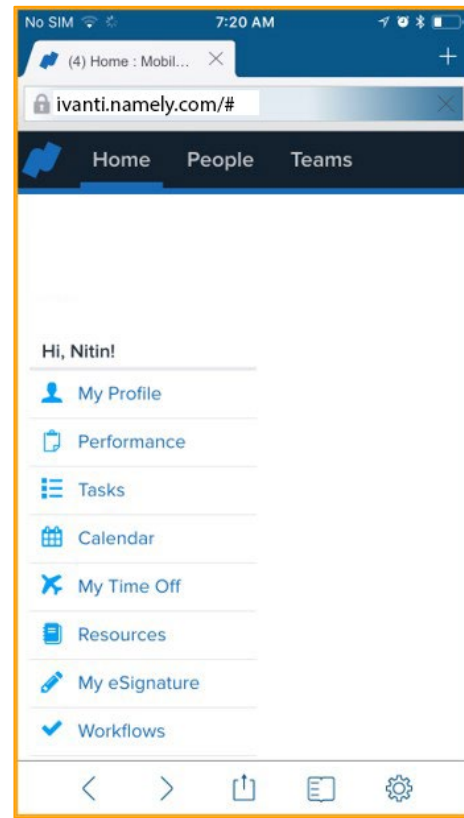 No SIM 7:20 AM
(4) Home : Mobil...
ivanti.namely.com/#
Home People Teams
Hi, Nitin!
My Profile
Performance
Tasks
Calendar
My Time Off
Resources
My eSignature
Workflows